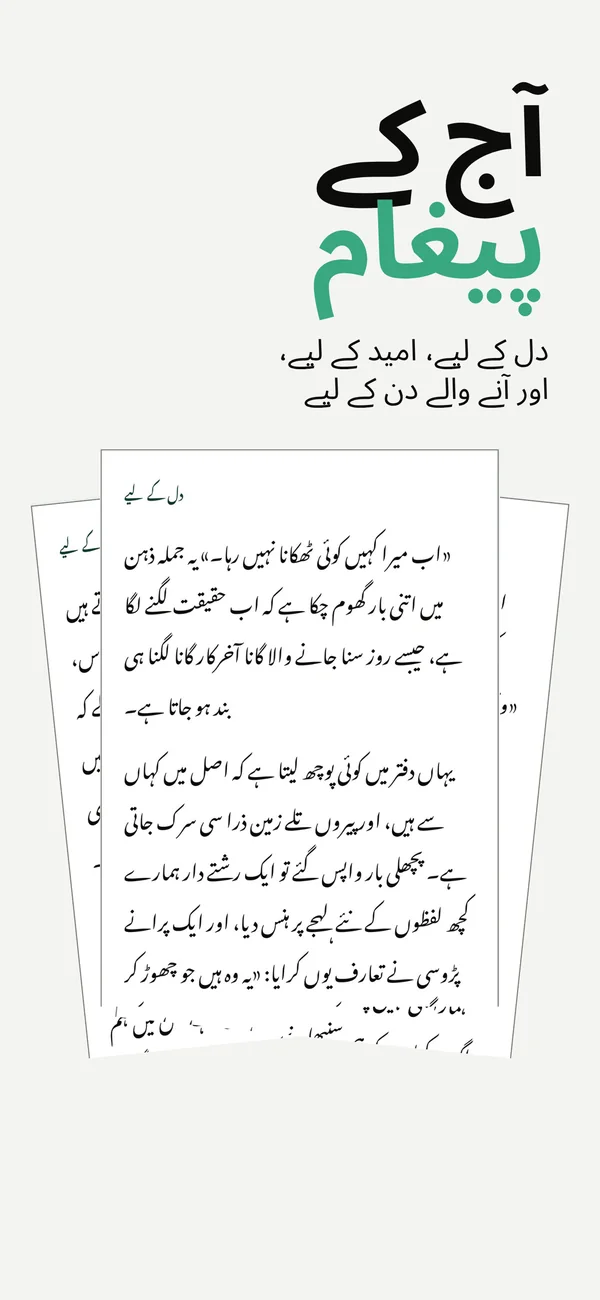 آج کے
پیغام
دل کے لیے، امید کے لیے،
اور آنے والے دن کے لیے
دل کے لیے
«اب میرا کہیں کوئی ٹھکانا نہیں رہا۔» یہ جملہ ذہن
میں اتنی بار گھوم چکا ہے کہ اب حقیقت لگنے لگا
ہے، جیسے روز سنا جانے والا گانا آخرکار گانا لگنا ہی
بند ہو جاتا ہے۔
یہاں دفتر میں کوئی پوچھ لیتا ہے کہ اصل میں کہاں
سے ہیں، اور پیروں تلے زمین ذرا سی سرک جاتی
ہے۔ پچھلی بار واپس گئے تو ایک رشتے دار ہمارے
کچھ لفظوں کے نئے لہجے پر ہنس دیا، اور ایک پرانے
پڑوسی نے تعارف یوں کرایا: «یہ وہ ہیں جو چھوڑ کر
کے لیے
میں ہم